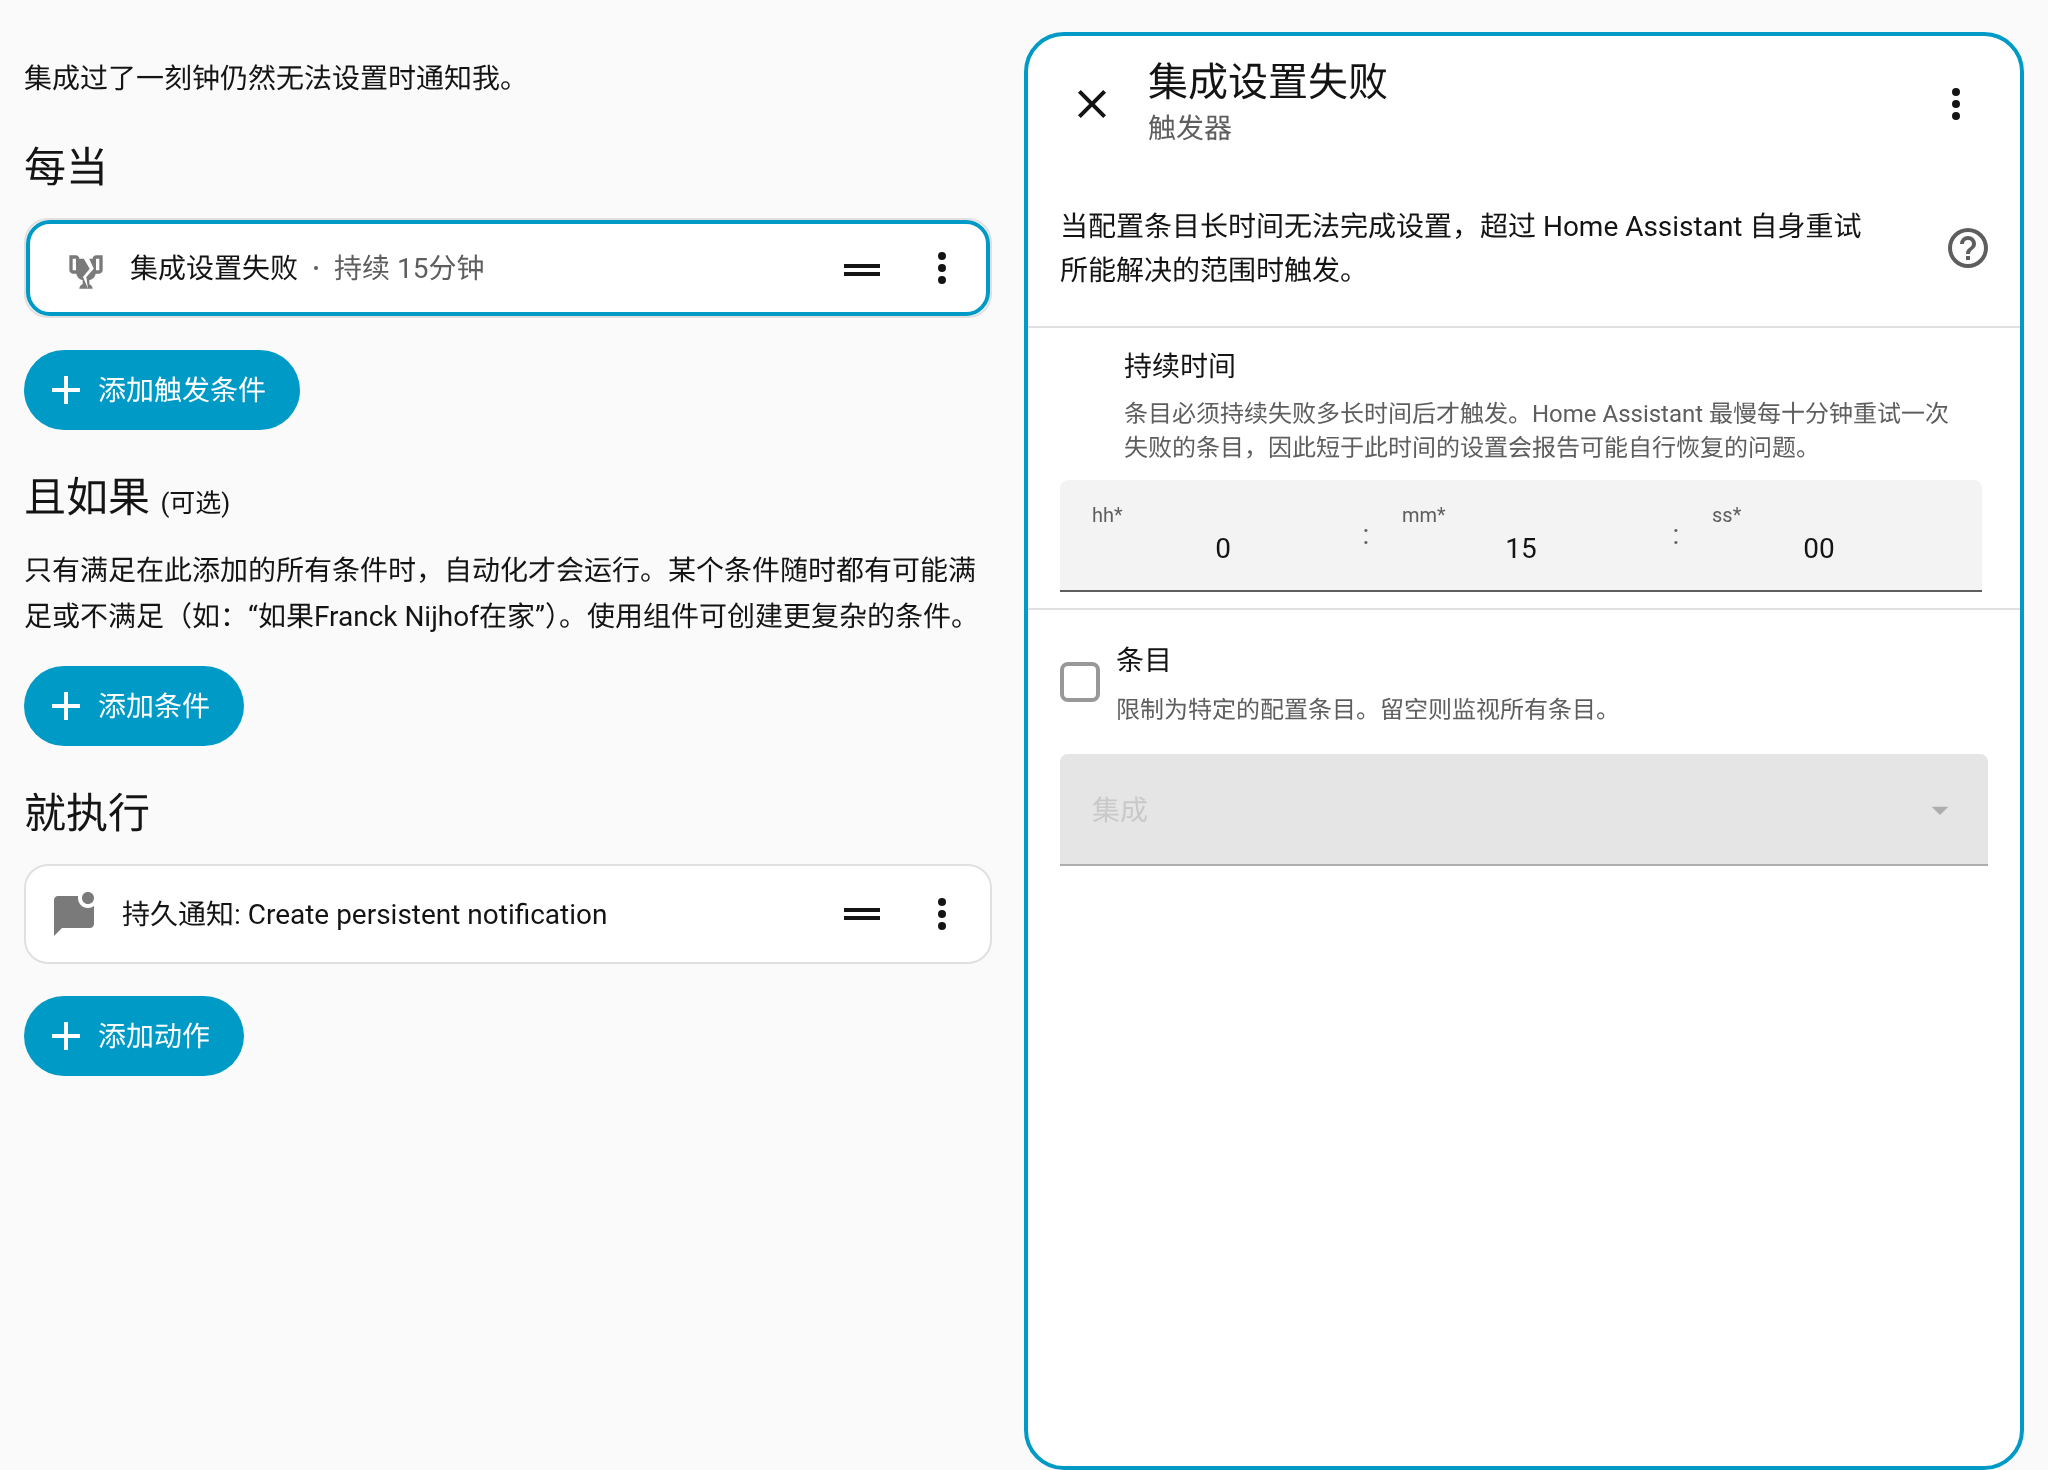 集成过了一刻钟仍然无法设置时通知我。
每当
集成设置失败 · 持续 15分钟
添加触发条件
且如果 (可选)
只有满足在此添加的所有条件时，自动化才会运行。某个条件随时都有可能满
足或不满足（如：“如果Franck Nijhof在家”）。使用组件可创建更复杂的条件。
添加条件
就执行
持久通知: Create persistent notification
添加动作
集成设置失败
触发器
当配置条目长时间无法完成设置，超过 Home Assistant 自身重试
所能解决的范围时触发。
持续时间
条目必须持续失败多长时间后才触发。Home Assistant 最慢每十分钟重试一次
失败的条目，因此短于此时间的设置会报告可能自行恢复的问题。
hh* mm* ss*
0 : 15 : 00
条目
限制为特定的配置条目。留空则监视所有条目。
集成